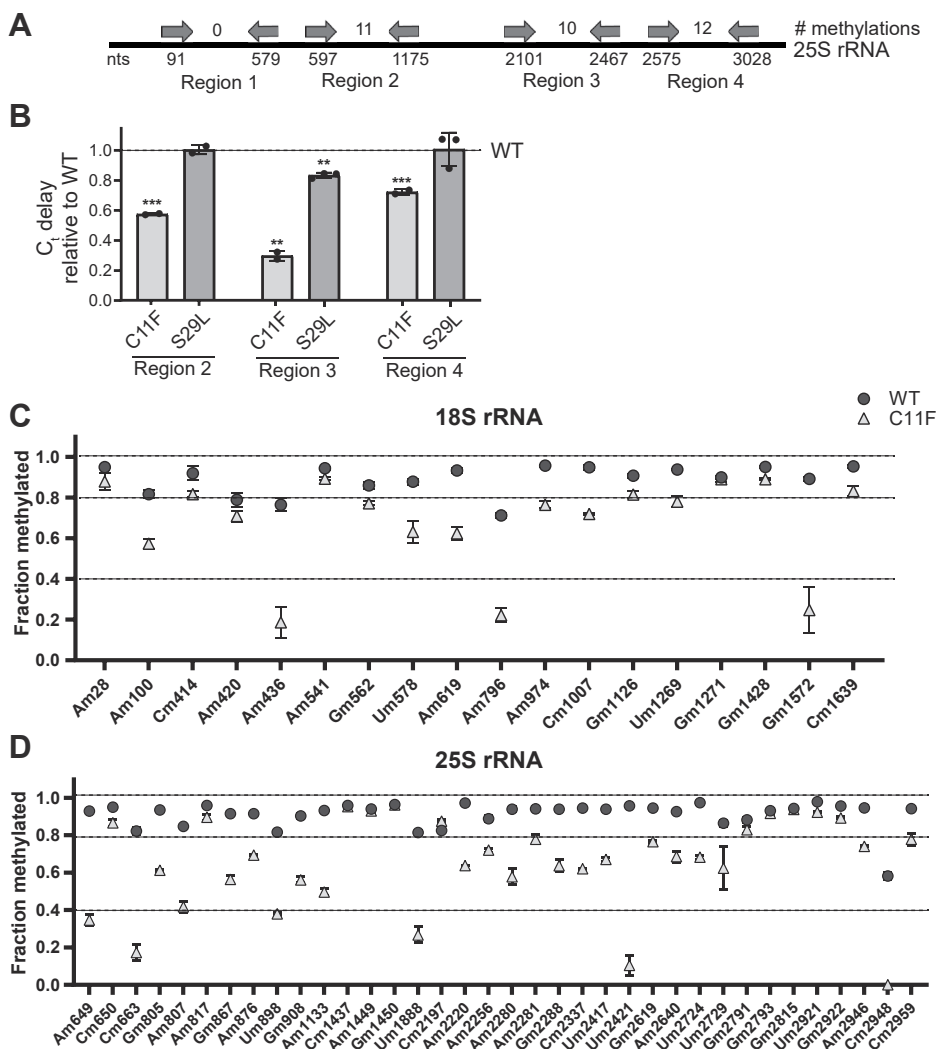 A
0 11 10 12 # methylations
25S rRNA
nts 91 579 597 1175 2101 2467 2575 3028
Region 1 Region 2 Region 3 Region 4
B
Ct delay
relative to WT
1.0
0.8
0.6
0.4
0.2
0.0
WT
*** ** ** ***
C11F S29L C11F S29L C11F S29L
Region 2 Region 3 Region 4
C
18S rRNA
WT
C11F
Fraction methylated
1.0
0.8
0.6
0.4
0.2
0.0
Am28 Am100 Cm414 Am420 Am436 Am541 Gm562 Um578 Am619 Am796 Am974 Cm1007 Gm1126 Um1269 Gm1271 Gm1428 Gm1572 Cm1639
D
25S rRNA
Fraction methylated
1.0
0.8
0.6
0.4
0.2
0.0
Am649 Cm650 Cm663 Gm805 Am807 Am817 Gm867 Am876 Um898 Gm908 Am1133 Cm1437 Am1449 Gm1450 Um1888 Cm2197 Am2220 Am2256 Am2280 Am2281 Gm2288 Cm2337 Um2417 Um2421 Gm2619 Am2640 Um2724 Um2729 Gm2791 Gm2793 Gm2815 Um2921 Gm2922 Am2946 Cm2948 Cm2959